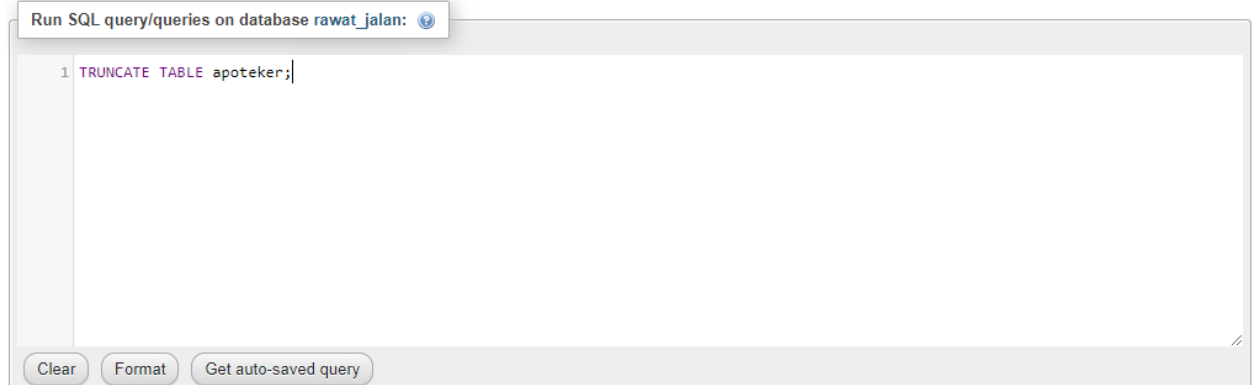 Run SQL query/queries on database rawat_jalan:
1 TRUNCATE TABLE apoteker;
Clear Format Get auto-saved query